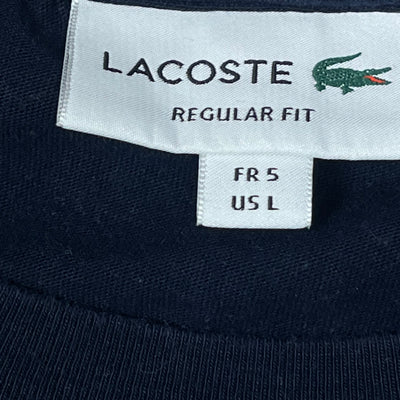 LACOSTE
REGULAR FIT
FR 5
US L